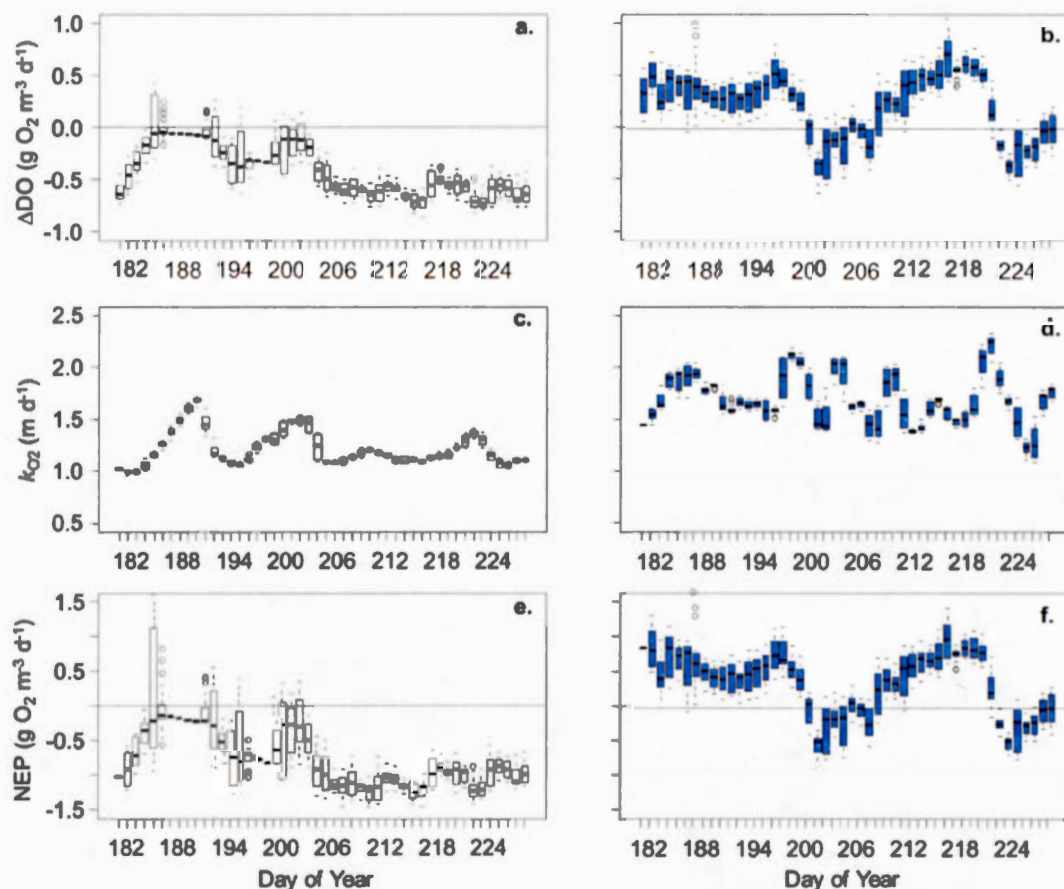 a.
b.
ΔDO (g O₂ m⁻³ d⁻¹)
1.0
0.5
0.0
-0.5
-1.0
182 188 194 200 206 212 218 224
182 188 194 200 206 212 218 224
c.
d.
k_O2 (m d⁻¹)
2.5
2.0
1.5
1.0
0.5
182 188 194 200 206 212 218 224
182 188 194 200 206 212 218 224
e.
f.
NEP (g O₂ m⁻³ d⁻¹)
1.5
0.5
-0.5
-1.5
182 188 194 200 206 212 218 224
182 188 194 200 206 212 218 224
Day of Year
Day of Year